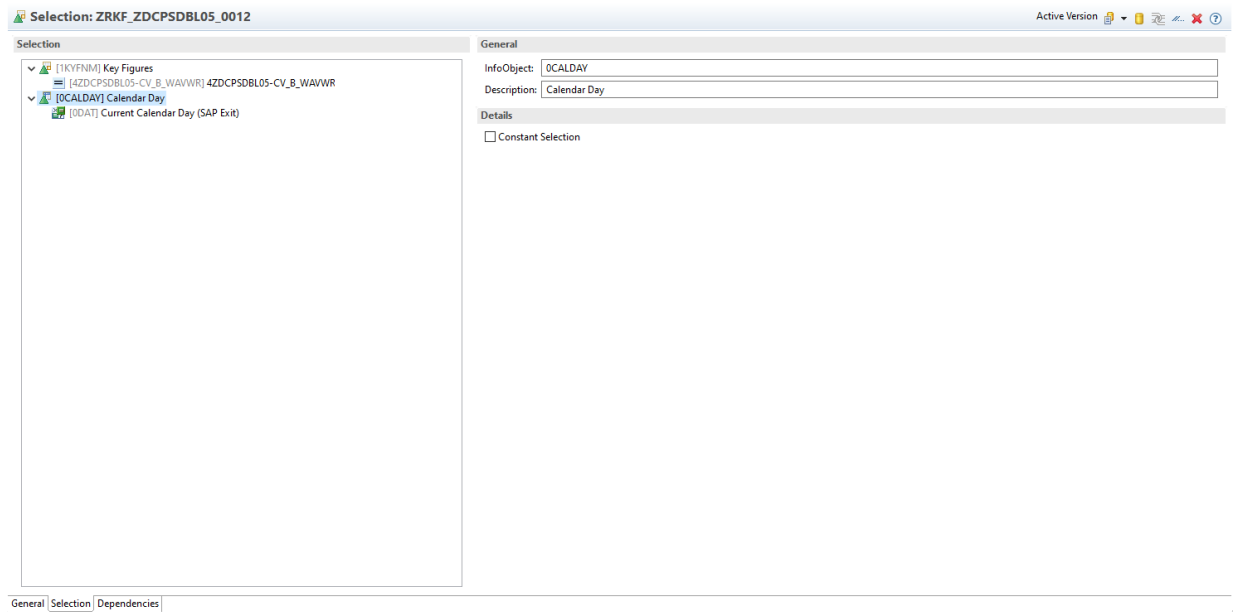 Selection: ZRKF_ZDCPSDBL05_0012
Active Version
Selection
[1KYFNM] Key Figures
[4ZDCPSDBL05-CV_B_WAVWR] 4ZDCPSDBL05-CV_B_WAVWR
[0CALDAY] Calendar Day
[0DAT] Current Calendar Day (SAP Exit)
General
InfoObject: 0CALDAY
Description: Calendar Day
Details
Constant Selection
General Selection Dependencies